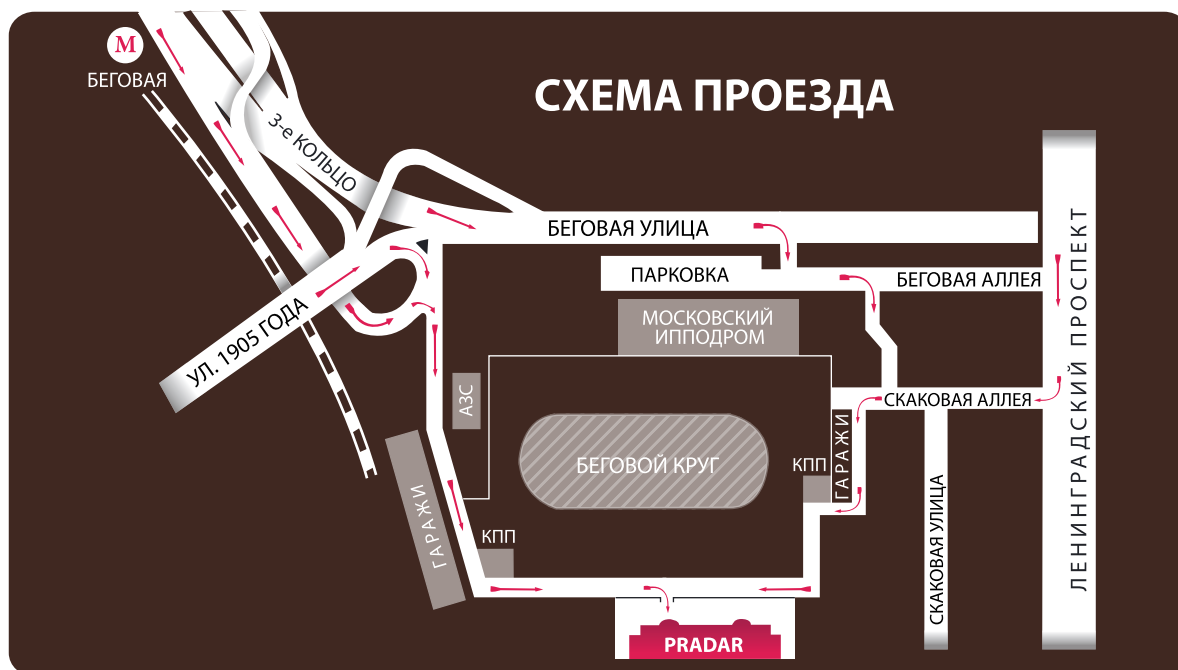 М
БЕГОВАЯ
СХЕМА ПРОЕЗДА
3-е КОЛЬЦО
БЕГОВАЯ УЛИЦА
ПАРКОВКА
БЕГОВАЯ АЛЛЕЯ
УЛ. 1905 ГОДА
МОСКОВСКИЙ
ИППОДРОМ
ЛЕНИНГРАДСКИЙ ПРОСПЕКТ
АЗС
СКАКОВАЯ АЛЛЕЯ
БЕГОВОЙ КРУГ
КПП
ГАРАЖИ
ГАРАЖИ
КПП
СКАКОВАЯ УЛИЦА
PRADAR